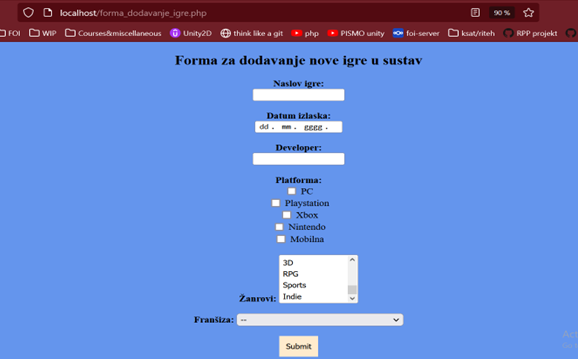 localhost/forma_dodavanje_igre.php
90 %
FOI WIP Courses&miscellaneous Unity2D think like a git php PISMO unity foi-server ksat/riteh RPP projekt
Forma za dodavanje nove igre u sustav
Naslov igre:
Datum izlaska:
dd. mm. gggg.
Developer:
Platforma:
PC
Playstation
Xbox
Nintendo
Mobilna
3D
RPG
Sports
Indie
Žanrovi:
Franšiza: --
Submit